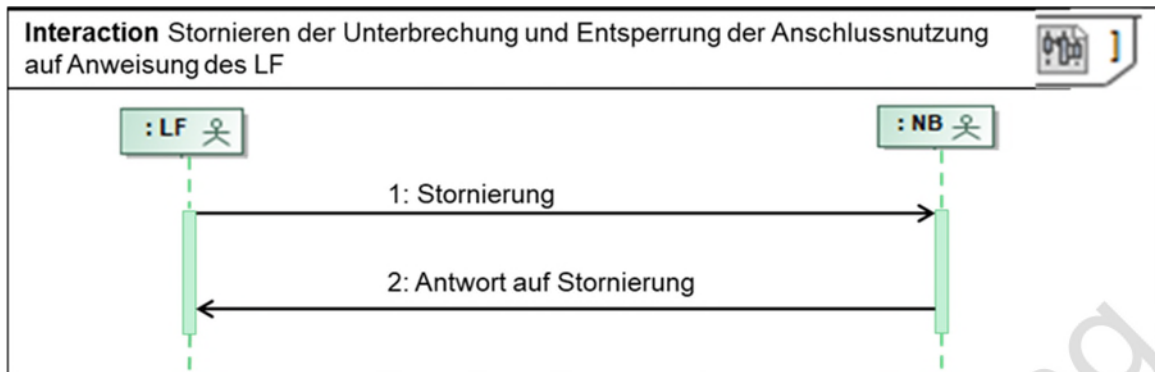 Interaction Stornieren der Unterbrechung und Entsperrung der Anschlussnutzung
auf Anweisung des LF
: LF
: NB
1: Stornierung
2: Antwort auf Stornierung